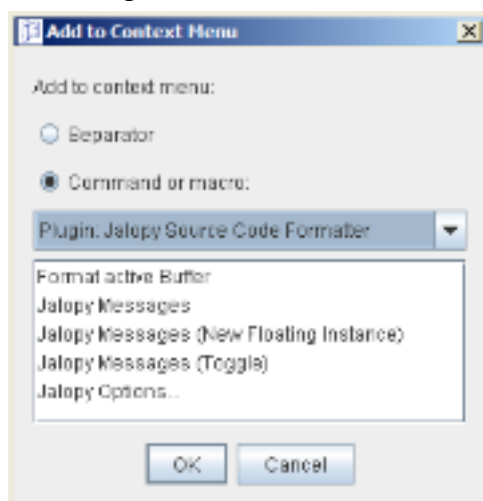 Add to Context Menu
Add to context menu:
Separator
Command or macro:
Plugin: Jalopy Source Code Formatter
Format active Buffer
Jalopy Messages
Jalopy Messages (New Floating Instance)
Jalopy Messages (Toggle)
Jalopy Options...
OK Cancel